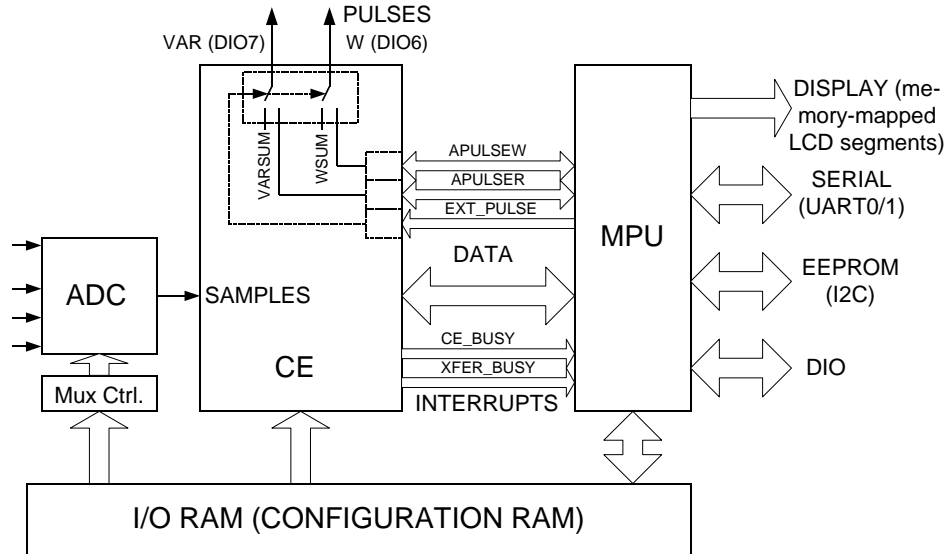 PULSES
VAR (DIO7)
W (DIO6)
VARSUM
WSUM
APULSEW
APULSER
EXT_PULSE
DATA
CE_BUSY
XFER_BUSY
INTERRUPTS
ADC
SAMPLES
CE
MPU
Mux Ctrl.
DISPLAY (me-
mory-mapped
LCD segments)
SERIAL
(UART0/1)
EEPROM
(I2C)
DIO
I/O RAM (CONFIGURATION RAM)